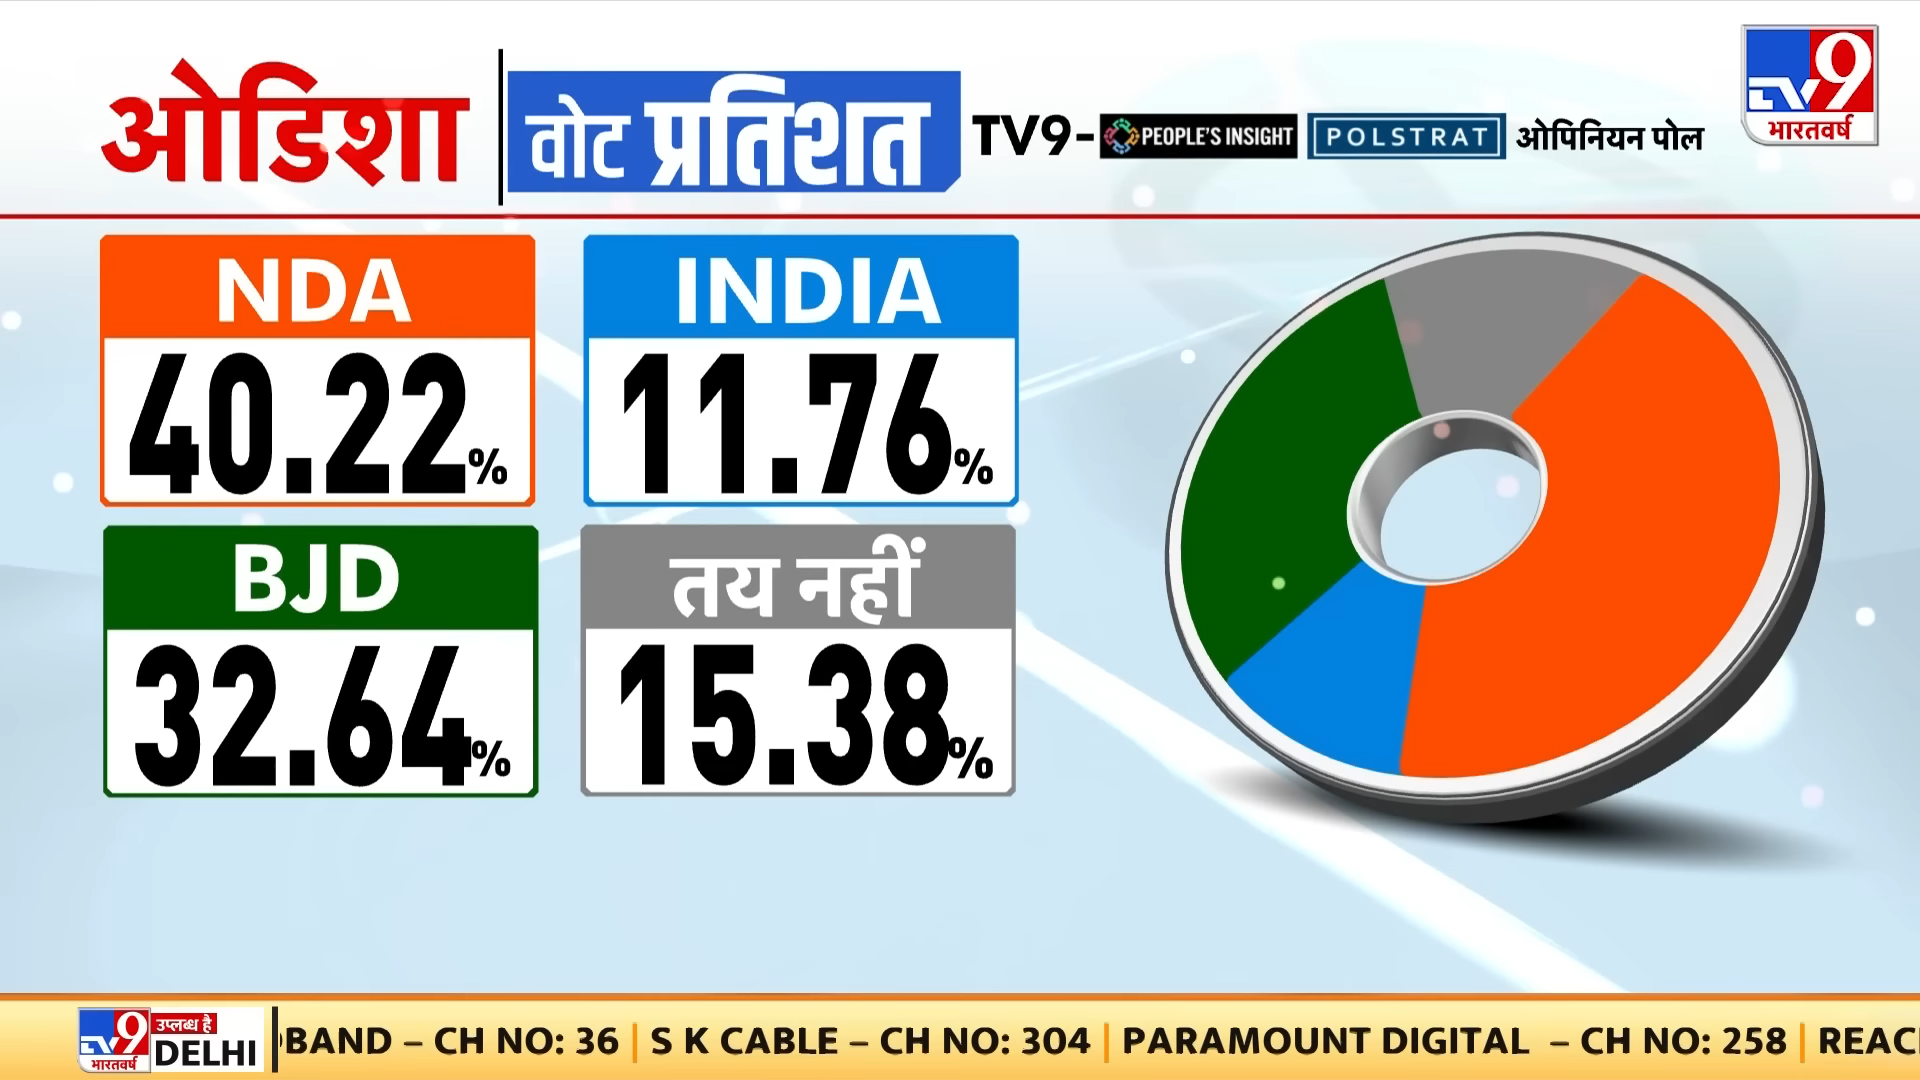 ओडिशा
वोट प्रतिशत
TV9-PEOPLE'S INSIGHT POLSTRAT ओपिनियन पोल
TV9
भारतवर्ष
NDA
40.22%
INDIA
11.76%
BJD
32.64%
तय नहीं
15.38%
TV9
भारतवर्ष
उपलब्ध है
DELHI
BAND – CH NO: 36 | S K CABLE – CH NO: 304 | PARAMOUNT DIGITAL – CH NO: 258 |